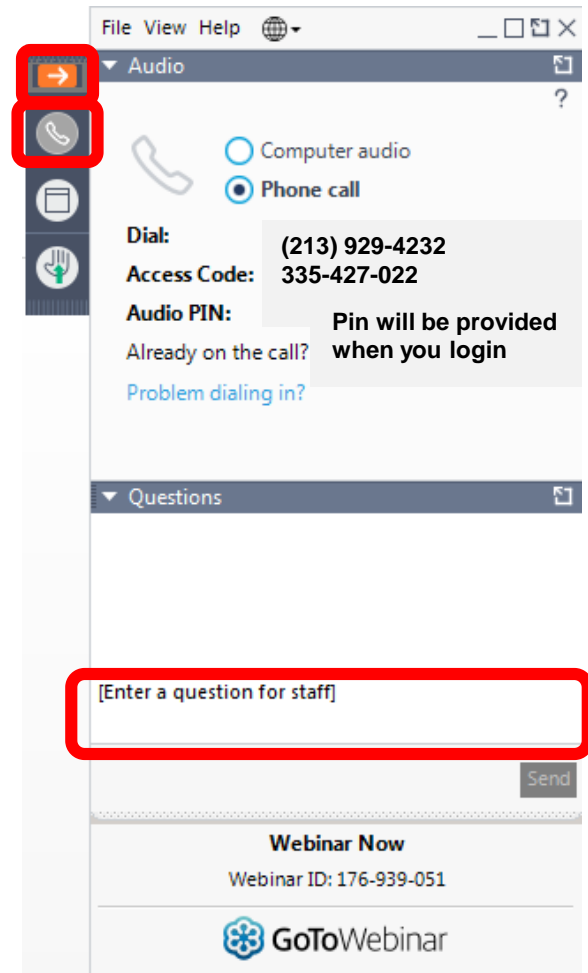 File View Help
Audio
?
Computer audio
Phone call
Dial:
(213) 929-4232
Access Code:
335-427-022
Audio PIN:
Pin will be provided
when you login
Already on the call?
Problem dialing in?
Questions
[Enter a question for staff]
Send
Webinar Now
Webinar ID: 176-939-051
GoToWebinar